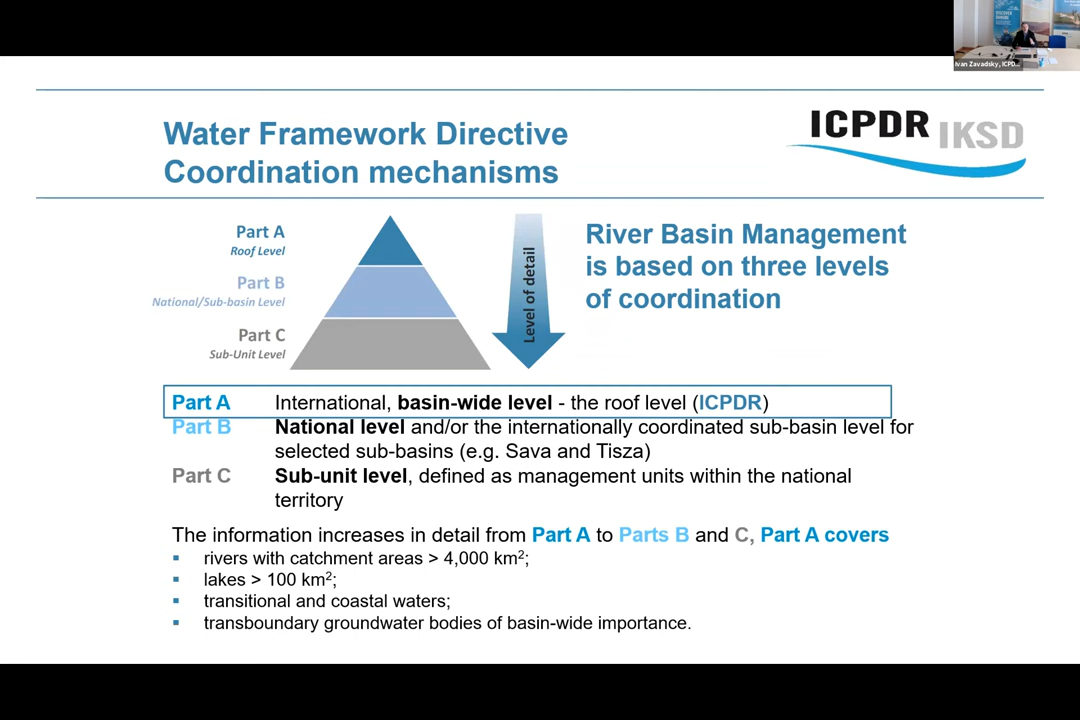 DISCOVER
DANUBE
Ivan Zavadsky, ICPD...
Water Framework Directive
Coordination mechanisms
ICPDR IKSD
Part A
Roof Level
Part B
National/Sub-basin Level
Part C
Sub-Unit Level
Level of detail
River Basin Management
is based on three levels
of coordination
Part A International, basin-wide level - the roof level (ICPDR)
Part B National level and/or the internationally coordinated sub-basin level for
selected sub-basins (e.g. Sava and Tisza)
Part C Sub-unit level, defined as management units within the national
territory
The information increases in detail from Part A to Parts B and C, Part A covers
▪ rivers with catchment areas > 4,000 km²;
▪ lakes > 100 km²;
▪ transitional and coastal waters;
▪ transboundary groundwater bodies of basin-wide importance.